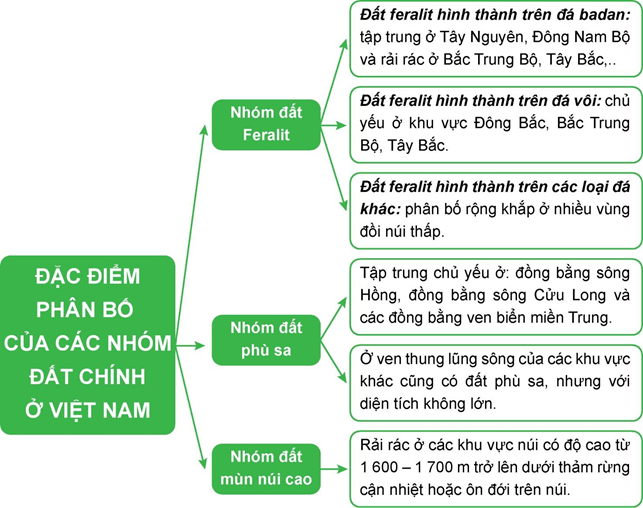 ĐẶC ĐIỂM
PHÂN BỐ
CỦA CÁC NHÓM
ĐẤT CHÍNH
Ở VIỆT NAM
Nhóm đất
Feralit
Đất feralit hình thành trên đá badan:
tập trung ở Tây Nguyên, Đông Nam Bộ
và rải rác ở Bắc Trung Bộ, Tây Bắc,..
Đất feralit hình thành trên đá vôi: chủ
yếu ở khu vực Đông Bắc, Bắc Trung
Bộ, Tây Bắc.
Đất feralit hình thành trên các loại đá
khác: phân bố rộng khắp ở nhiều vùng
đồi núi thấp.
Nhóm đất
phù sa
Tập trung chủ yếu ở: đồng bằng sông
Hồng, đồng bằng sông Cửu Long và
các đồng bằng ven biển miền Trung.
Ở ven thung lũng sông của các khu vực
khác cũng có đất phù sa, nhưng với
diện tích không lớn.
Nhóm đất
mùn núi cao
Rải rác ở các khu vực núi có độ cao từ
1 600 – 1 700 m trở lên dưới thảm rừng
cận nhiệt hoặc ôn đới trên núi.